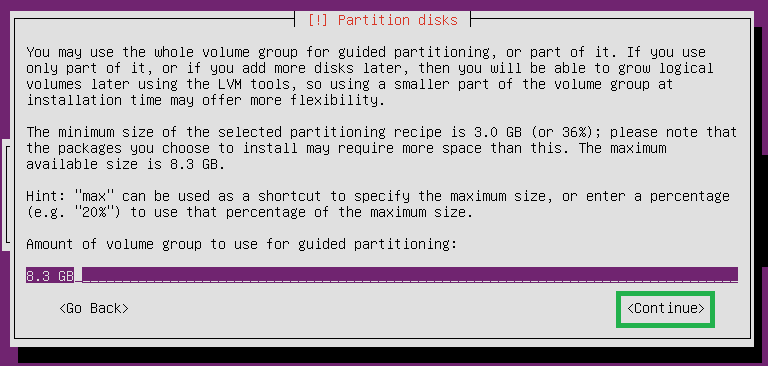 [!] Partition disks
You may use the whole volume group for guided partitioning, or part of it. If you use
only part of it, or if you add more disks later, then you will be able to grow logical
volumes later using the LVM tools, so using a smaller part of the volume group at
installation time may offer more flexibility.
The minimum size of the selected partitioning recipe is 3.0 GB (or 36%); please note that
the packages you choose to install may require more space than this. The maximum
available size is 8.3 GB.
Hint: "max" can be used as a shortcut to specify the maximum size, or enter a percentage
(e.g. "20%") to use that percentage of the maximum size.
Amount of volume group to use for guided partitioning:
8.3 GB
<Go Back> <Continue>